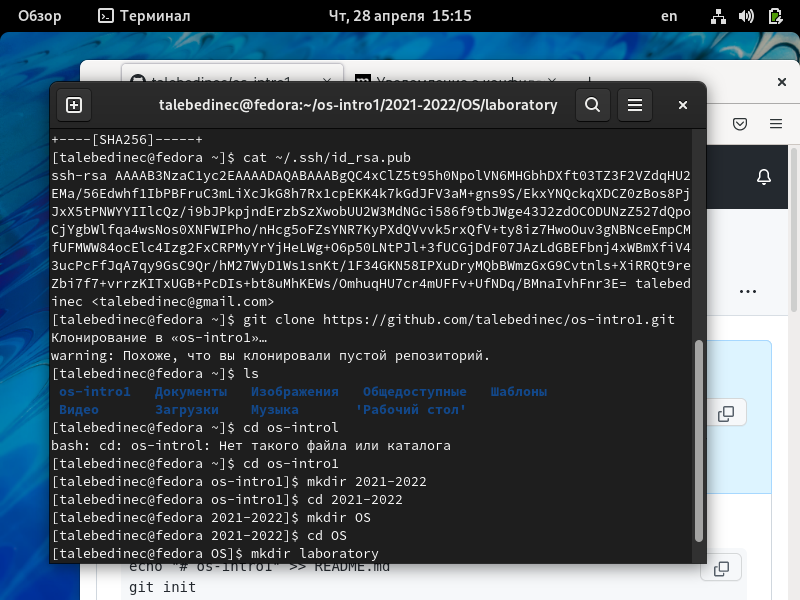 Обзор
Терминал
Чт, 28 апреля 15:15
en
talebedinec/os-intro1
Уведомление о конфи
talebedinec@fedora:~/os-intro1/2021-2022/OS/laboratory
+----[SHA256]-----+
[talebedinec@fedora ~]$ cat ~/.ssh/id_rsa.pub
ssh-rsa AAAAB3NzaC1yc2EAAAADAQABAAABgQC4xClZ5t95h0NpolVN6MHGbhDXft03TZ3F2VZdqHU2
EMa/56Edwhf1IbPBFruC3mLiXcJkG8h7Rx1cpEKK4k7kGdJFV3aM+gns9S/EkxYNQckqXDCZ0zBos8Pj
JxX5tPNWYYIIlcQz/i9bJPkpjndErzbSzXwobUU2W3MdNGci586f9tbJWge43J2zdOCODUNzZ527dQpo
CjYgbWlfqa4wsNos0XNFWIPho/nHcg5oFZsYNR7KyPXdQVvvk5rxQfV+ty8iz7HwoOuv3gNBNceEmpCM
fUFMWW84ocElc4Izg2FxCRPMyYrYjHeLWg+O6p50LNtPJl+3fUCGjDdF07JAzLdGBEFbnj4xWBmXfiV4
3ucPcFfJqA7qy9GsC9Qr/hM27WyD1Ws1snKt/1F34GKN58IPXuDryMQbBWmzGxG9Cvtnls+XiRRQt9re
Zbi7f7+vrrzKITxUGB+PcDIs+bt8uMhKEWs/OmhuqHU7cr4mUFFv+UfNDq/BMnaIvhFnr3E= talebed
inec <talebedinec@gmail.com>
[talebedinec@fedora ~]$ git clone https://github.com/talebedinec/os-intro1.git
Клонирование в «os-intro1»…
warning: Похоже, что вы клонировали пустой репозиторий.
[talebedinec@fedora ~]$ ls
os-intro1 Документы Изображения Общедоступные Шаблоны
Видео Загрузки Музыка 'Рабочий стол'
[talebedinec@fedora ~]$ cd os-introl
bash: cd: os-introl: Нет такого файла или каталога
[talebedinec@fedora ~]$ cd os-intro1
[talebedinec@fedora os-intro1]$ mkdir 2021-2022
[talebedinec@fedora os-intro1]$ cd 2021-2022
[talebedinec@fedora 2021-2022]$ mkdir OS
[talebedinec@fedora 2021-2022]$ cd OS
[talebedinec@fedora OS]$ mkdir laboratory
echo "# os-intro1" >> README.md
git init